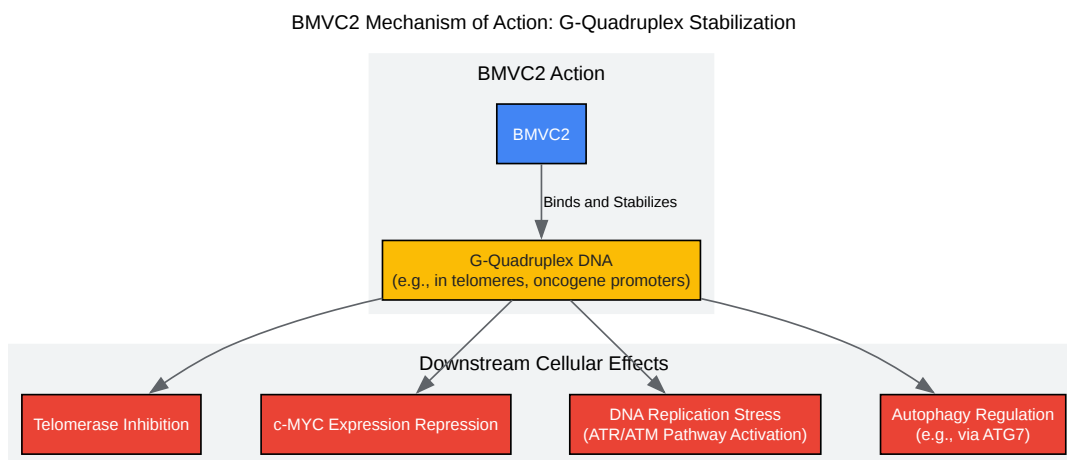 BMVC2 Mechanism of Action: G-Quadruplex Stabilization
BMVC2 Action
BMVC2
Binds and Stabilizes
G-Quadruplex DNA
(e.g., in telomeres, oncogene promoters)
Downstream Cellular Effects
Telomerase Inhibition
c-MYC Expression Repression
DNA Replication Stress
(ATR/ATM Pathway Activation)
Autophagy Regulation
(e.g., via ATG7)